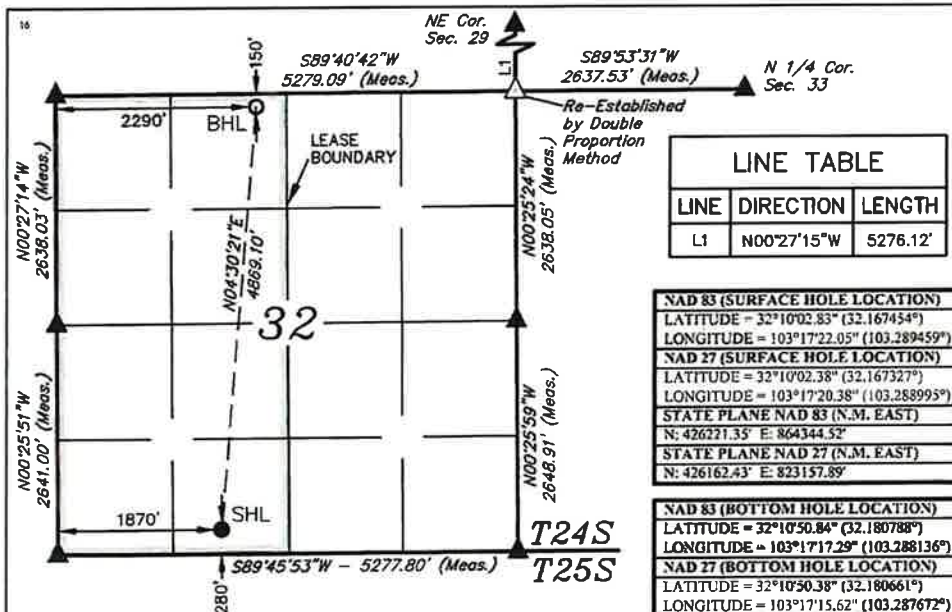 16
NE Cor.
Sec. 29
S89°40'42"W
5279.09' (Meas.)
150'
L1
S89°53'31"W
2637.53' (Meas.)
N 1/4 Cor.
Sec. 33
Re-Established
by Double
Proportion
Method
2290'
BHL
LEASE
BOUNDARY
N00°27'14"W
2638.03' (Meas.)
N04°30'21"E
4869.10'
N00°25'24"W
2638.05' (Meas.)
32
N00°25'51"W
2641.00' (Meas.)
N00°25'59"W
2648.91' (Meas.)
1870'
SHL
T24S
T25S
S89°45'53"W - 5277.80' (Meas.)
280'
LINE TABLE
LINE DIRECTION LENGTH
L1 N00°27'15"W 5276.12'
NAD 83 (SURFACE HOLE LOCATION)
LATITUDE = 32°10'02.83" (32.167454°)
LONGITUDE = 103°17'22.05" (103.289459°)
NAD 27 (SURFACE HOLE LOCATION)
LATITUDE = 32°10'02.38" (32.167327°)
LONGITUDE = 103°17'20.38" (103.288995°)
STATE PLANE NAD 83 (N.M. EAST)
N: 426221.35' E: 864344.52'
STATE PLANE NAD 27 (N.M. EAST)
N: 426162.43' E: 823157.89'
NAD 83 (BOTTOM HOLE LOCATION)
LATITUDE = 32°10'50.84" (32.180788°)
LONGITUDE = 103°17'17.29" (103.288136°)
NAD 27 (BOTTOM HOLE LOCATION)
LATITUDE = 32°10'50.38" (32.180661°)
LONGITUDE = 103°17'15.62" (103.287672°)